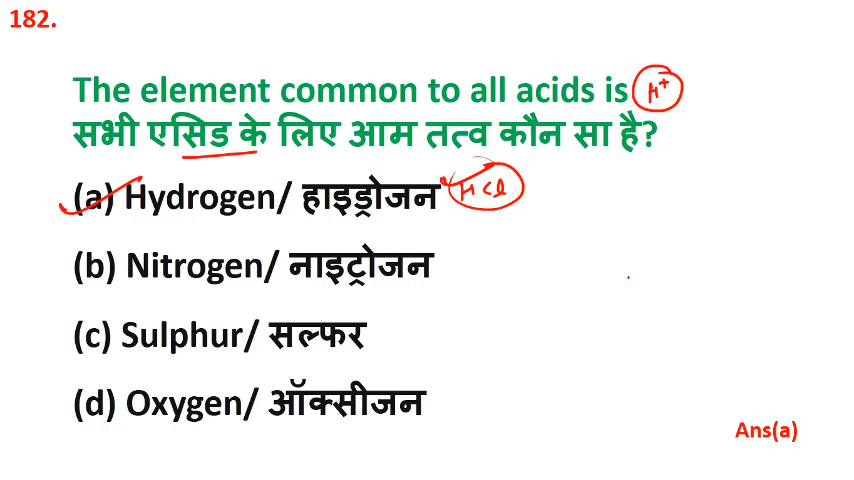 182.
The element common to all acids is H+
सभी एसिड के लिए आम तत्व कौन सा है?
(a) Hydrogen/ हाइड्रोजन HCl
(b) Nitrogen/ नाइट्रोजन
(c) Sulphur/ सल्फर
(d) Oxygen/ ऑक्सीजन
Ans(a)